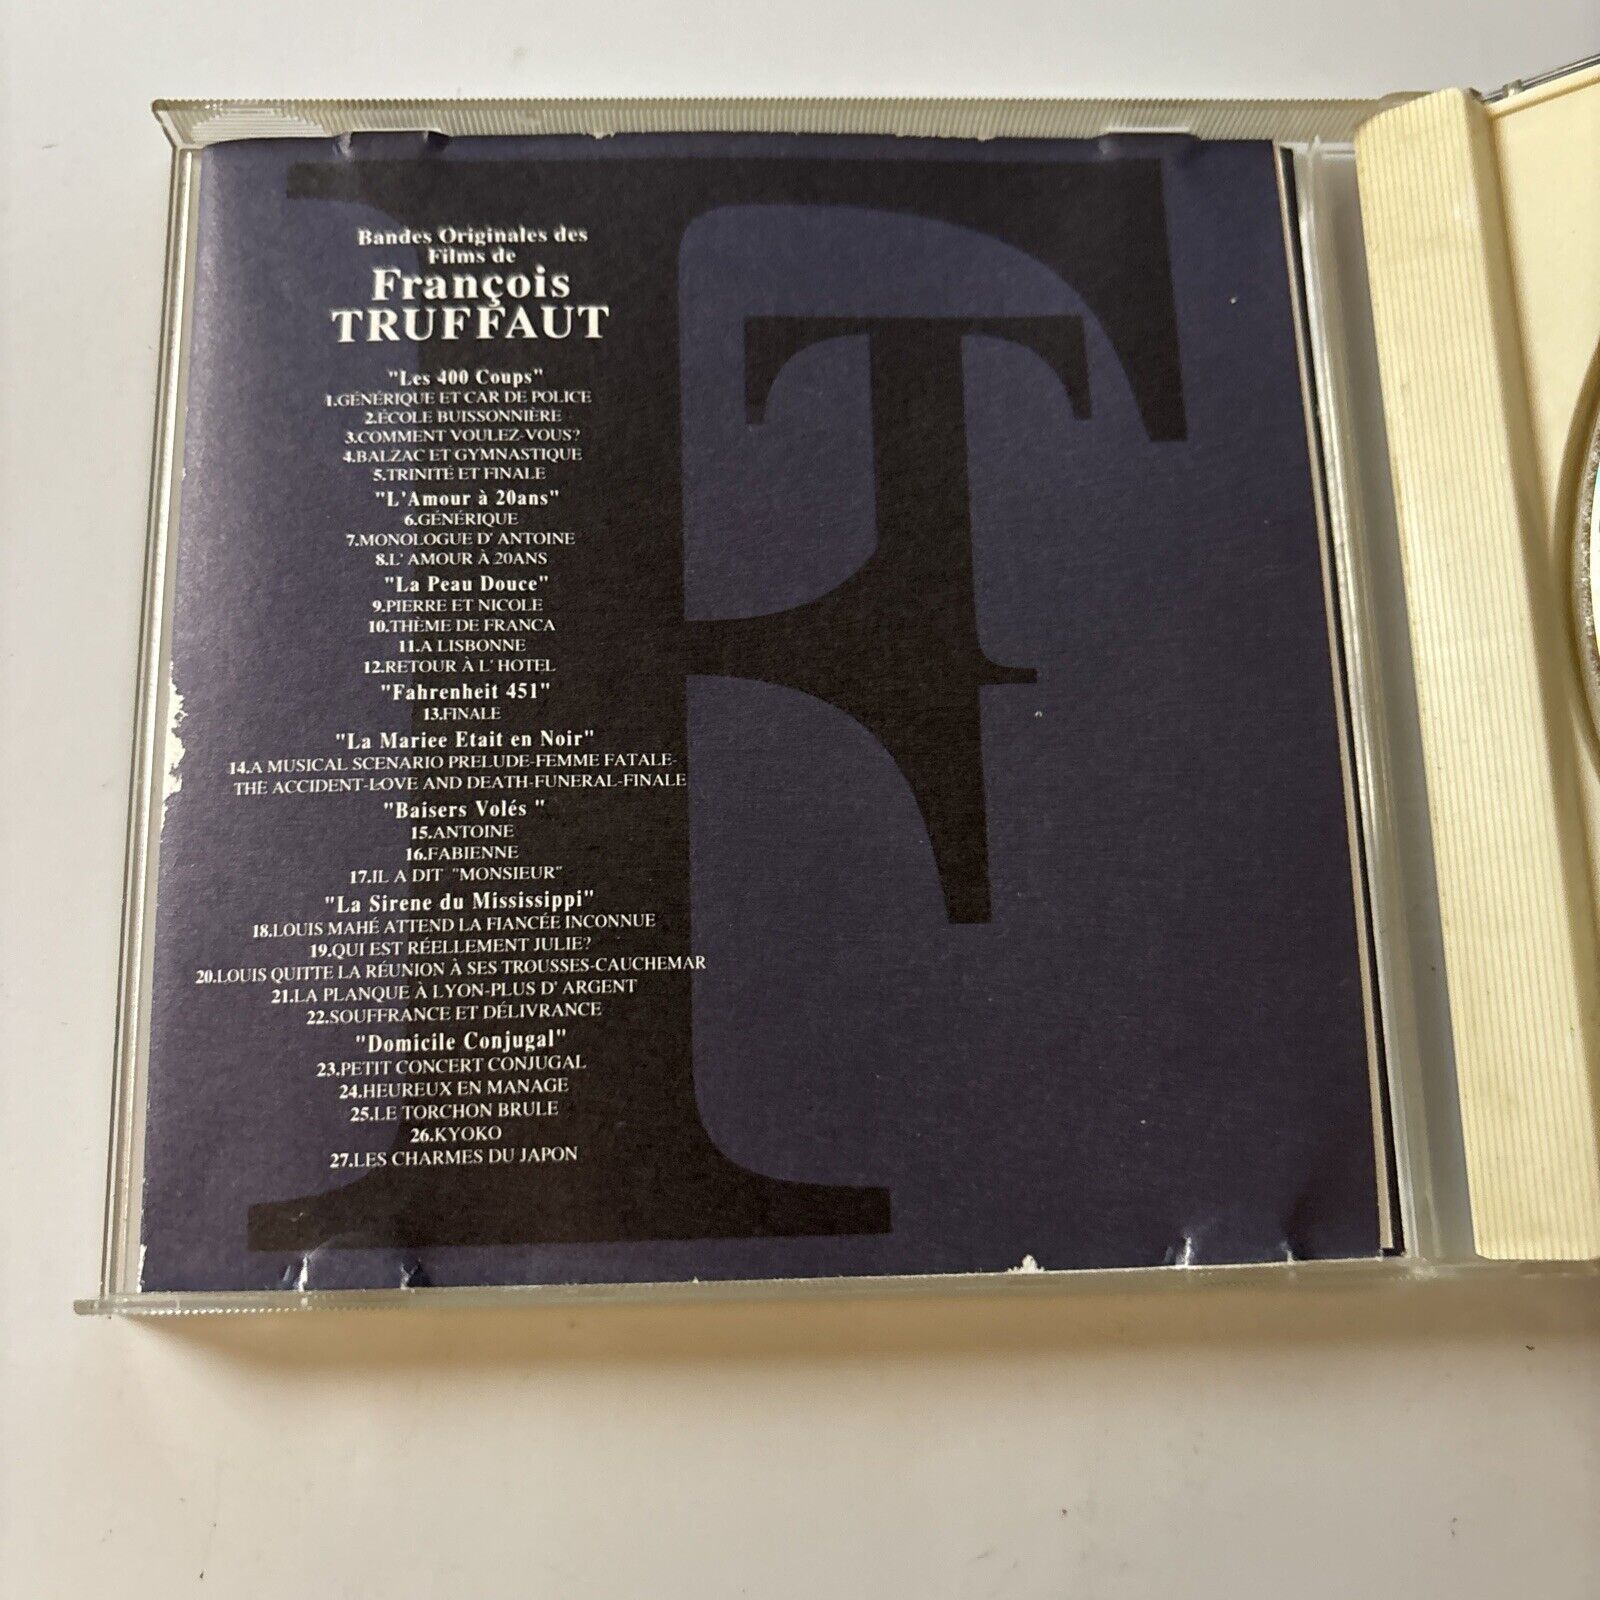 Bandes Originales des
Films de
François
TRUFFAUT
"Les 400 Coups"
1.GÉNÉRIQUE ET CAR DE POLICE
2.ÉCOLE BUISSONNIÈRE
3.COMMENT VOULEZ-VOUS?
4.BALZAC ET GYMNASTIQUE
5.TRINITÉ ET FINALE
"L'Amour à 20ans"
6.GÉNÉRIQUE
7.MONOLOGUE D' ANTOINE
8.L' AMOUR À 20ANS
"La Peau Douce"
9.PIERRE ET NICOLE
10.THÈME DE FRANCA
11.A LISBONNE
12.RETOUR À L' HOTEL
"Fahrenheit 451"
13.FINALE
"La Mariee Etait en Noir"
14.A MUSICAL SCENARIO PRELUDE-FEMME FATALE-
THE ACCIDENT-LOVE AND DEATH-FUNERAL-FINALE
"Baisers Volés "
15.ANTOINE
16.FABIENNE
17.IL A DIT "MONSIEUR"
"La Sirene du Mississippi"
18.LOUIS MAHÉ ATTEND LA FIANCÉE INCONNUE
19.QUI EST RÉELLEMENT JULIE?
20.LOUIS QUITTE LA RÉUNION À SES TROUSSES-CAUCHEMAR
21.LA PLANQUE À LYON-PLUS D' ARGENT
22.SOUFFRANCE ET DÉLIVRANCE
"Domicile Conjugal"
23.PETIT CONCERT CONJUGAL
24.HEUREUX EN MANAGE
25.LE TORCHON BRULE
26.KYOKO
27.LES CHARMES DU JAPON
F
T